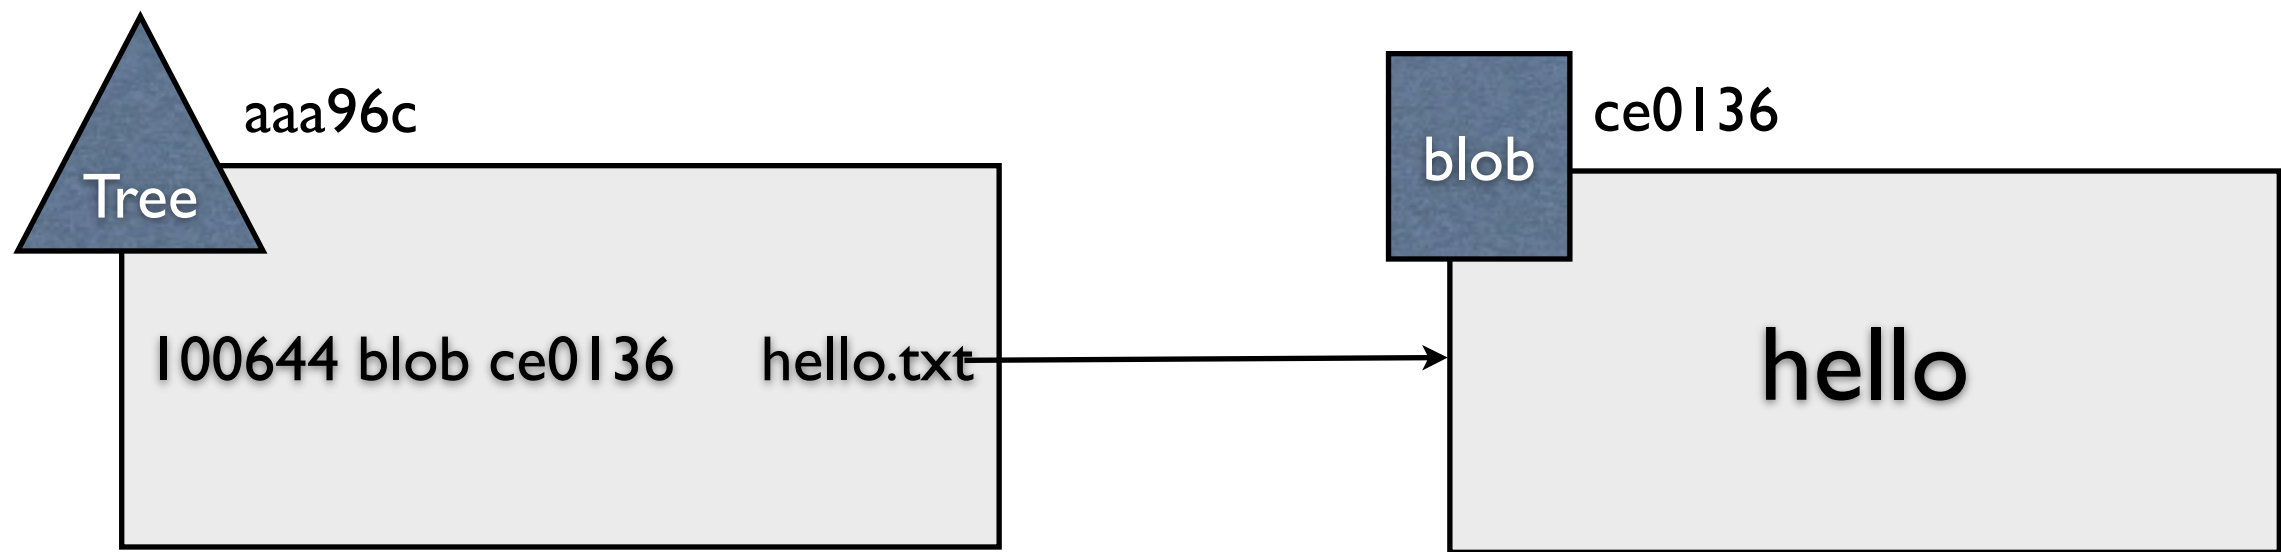 aaa96c
Tree
100644 blob ce0136 hello.txt
ce0136
blob
hello